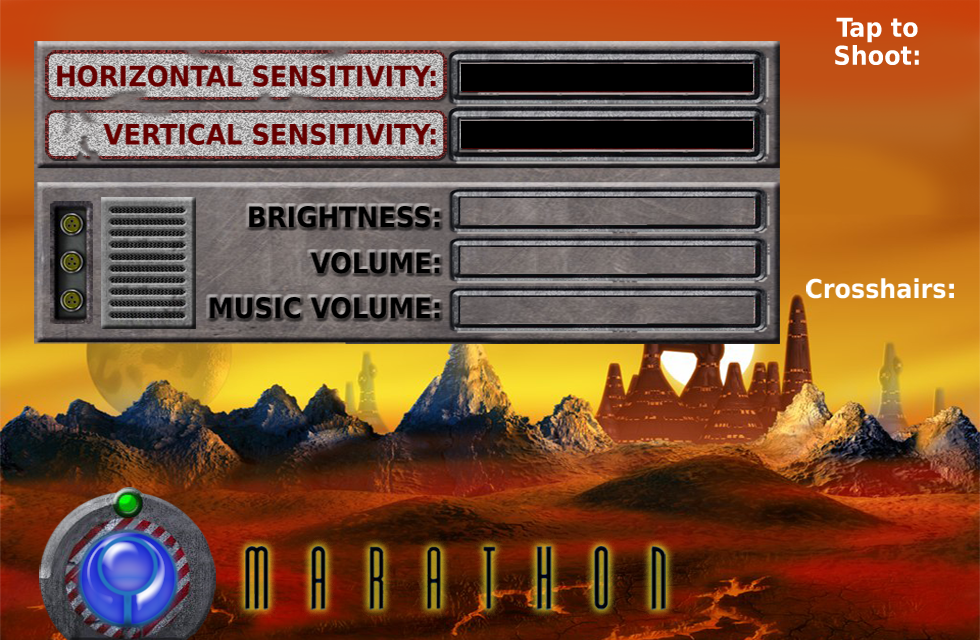 Tap to
Shoot:
HORIZONTAL SENSITIVITY:
VERTICAL SENSITIVITY:
BRIGHTNESS:
VOLUME:
MUSIC VOLUME:
Crosshairs:
MARATHON